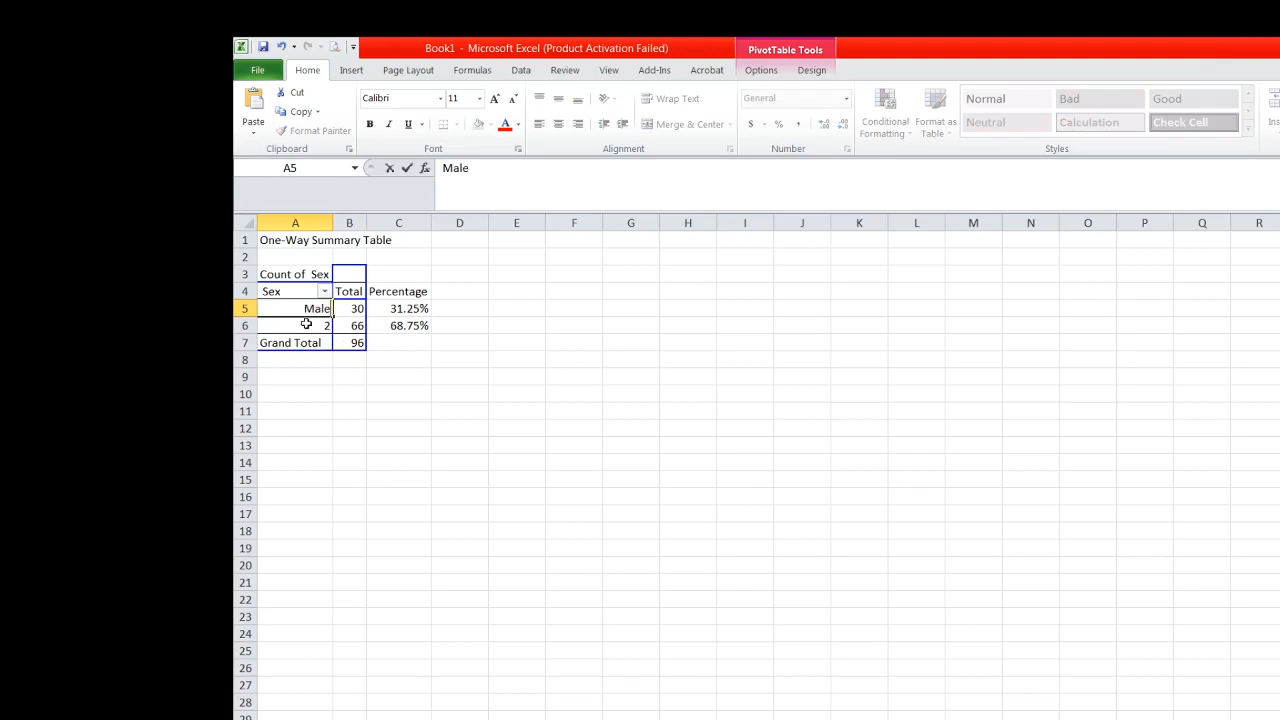 Book1 - Microsoft Excel (Product Activation Failed)
PivotTable Tools
File Home Insert Page Layout Formulas Data Review View Add-Ins Acrobat Options Design
Cut
Copy
Format Painter
Paste
Clipboard
Calibri 11
B I U
Font
Wrap Text
Merge & Center
Alignment
General
$ % ,
Number
Conditional Formatting
Format as Table
Normal Bad Good
Neutral Calculation Check Cell
Styles
Ins
A5 fx Male
A B C D E F G H I J K L M N O P Q R
1 One-Way Summary Table
2
3 Count of Sex
4 Sex Total Percentage
5 Male 30 31.25%
6 2 66 68.75%
7 Grand Total 96
8
9
10
11
12
13
14
15
16
17
18
19
20
21
22
23
24
25
26
27
28
29